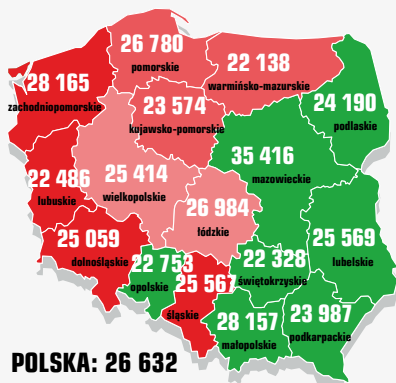 26 780
pomorskie
22 138
warmińsko-mazurskie
28 165
zachodniopomorskie
23 574
kujawsko-pomorskie
24 190
podlaskie
35 416
mazowieckie
25 414
wielkopolskie
22 486
lubuskie
26 984
łódzkie
25 059
dolnośląskie
22 753
opolskie
25 567
śląskie
22 328
świętokrzyskie
25 569
lubelskie
28 157
małopolskie
23 987
podkarpackie
POLSKA: 26 632